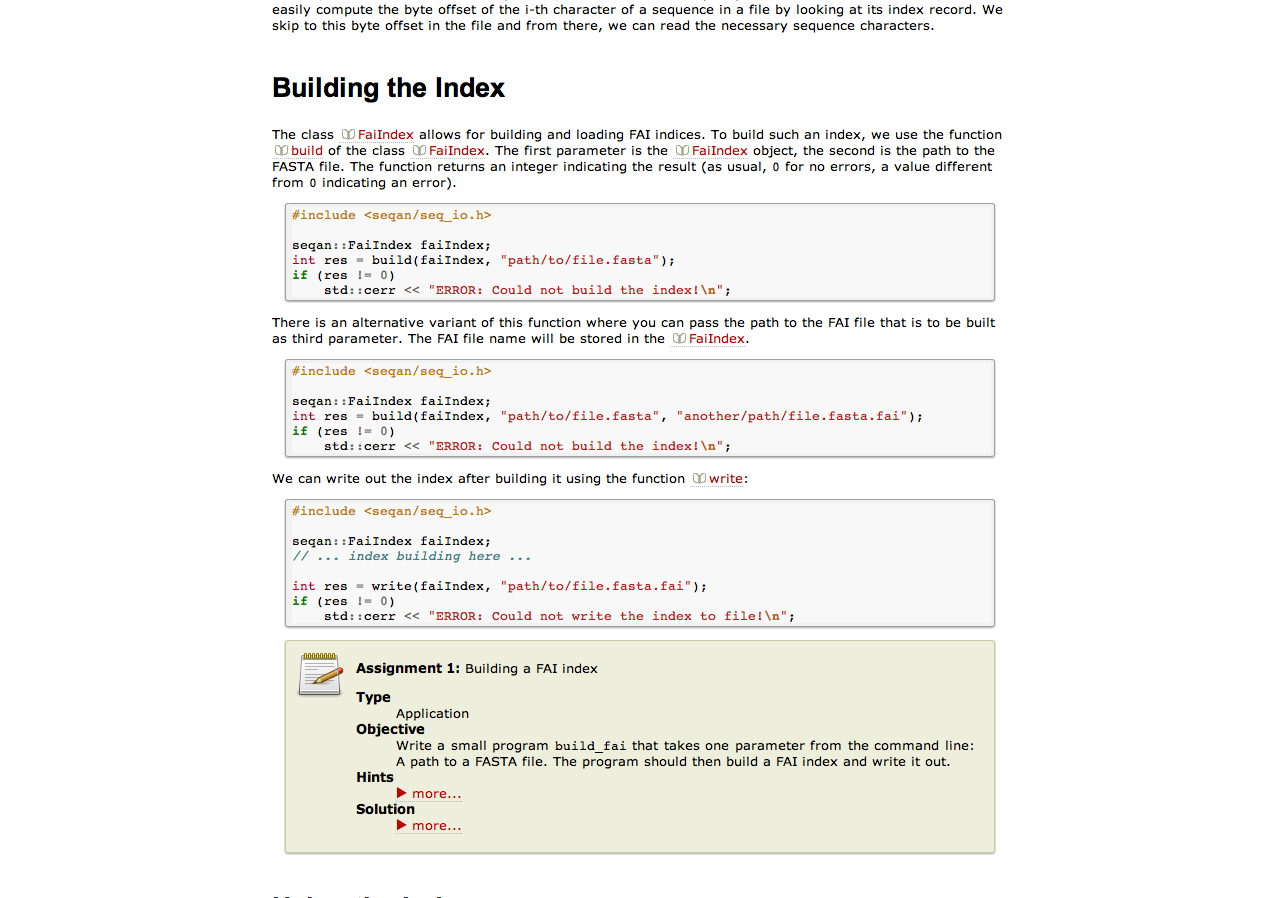 easily compute the byte offset of the i-th character of a sequence in a file by looking at its index record. We
skip to this byte offset in the file and from there, we can read the necessary sequence characters.
Building the Index
The class FaiIndex allows for building and loading FAI indices. To build such an index, we use the function
build of the class FaiIndex. The first parameter is the FaiIndex object, the second is the path to the
FASTA file. The function returns an integer indicating the result (as usual, 0 for no errors, a value different
from 0 indicating an error).
#include <seqan/seq_io.h>
seqan::FaiIndex faiIndex;
int res = build(faiIndex, "path/to/file.fasta");
if (res != 0)
    std::cerr << "ERROR: Could not build the index!\n";
There is an alternative variant of this function where you can pass the path to the FAI file that is to be built
as third parameter. The FAI file name will be stored in the FaiIndex.
#include <seqan/seq_io.h>
seqan::FaiIndex faiIndex;
int res = build(faiIndex, "path/to/file.fasta", "another/path/file.fasta.fai");
if (res != 0)
    std::cerr << "ERROR: Could not build the index!\n";
We can write out the index after building it using the function write:
#include <seqan/seq_io.h>
seqan::FaiIndex faiIndex;
// ... index building here ...
int res = write(faiIndex, "path/to/file.fasta.fai");
if (res != 0)
    std::cerr << "ERROR: Could not write the index to file!\n";
Assignment 1: Building a FAI index
Type
Application
Objective
Write a small program build_fai that takes one parameter from the command line:
A path to a FASTA file. The program should then build a FAI index and write it out.
Hints
more...
Solution
more...